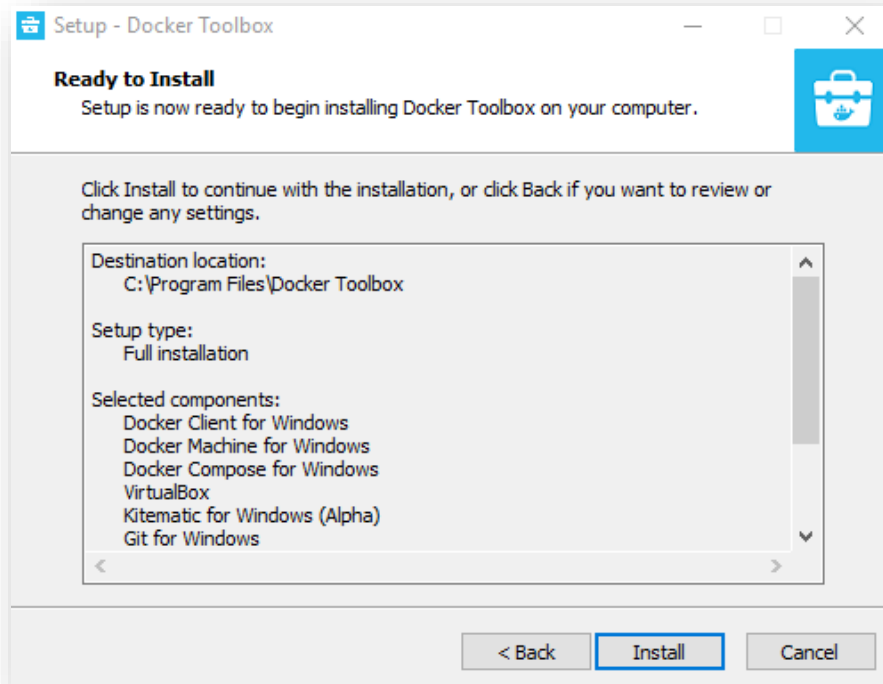 Setup - Docker Toolbox
Ready to Install
Setup is now ready to begin installing Docker Toolbox on your computer.
Click Install to continue with the installation, or click Back if you want to review or
change any settings.
Destination location:
C:\Program Files\Docker Toolbox
Setup type:
Full installation
Selected components:
Docker Client for Windows
Docker Machine for Windows
Docker Compose for Windows
VirtualBox
Kitematic for Windows (Alpha)
Git for Windows
< Back Install Cancel